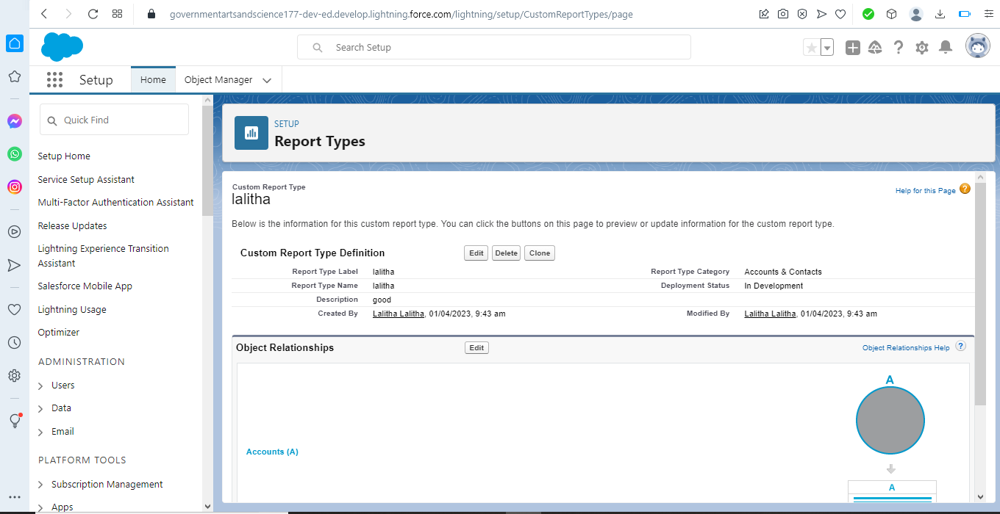 governmentartsandscience177-dev-ed.develop.lightning.force.com/lightning/setup/CustomReportTypes/page
Search Setup
Setup
Home
Object Manager
Quick Find
Setup Home
Service Setup Assistant
Multi-Factor Authentication Assistant
Release Updates
Lightning Experience Transition
Assistant
Salesforce Mobile App
Lightning Usage
Optimizer
ADMINISTRATION
Users
Data
Email
PLATFORM TOOLS
Subscription Management
Apps
SETUP
Report Types
Custom Report Type
lalitha
Help for this Page ?
Below is the information for this custom report type. You can click the buttons on this page to preview or update information for the custom report type.
Custom Report Type Definition Edit Delete Clone
Report Type Label lalitha Report Type Category Accounts & Contacts
Report Type Name lalitha Deployment Status In Development
Description good
Created By Lalitha Lalitha, 01/04/2023, 9:43 am Modified By Lalitha Lalitha, 01/04/2023, 9:43 am
Object Relationships Edit Object Relationships Help ?
A
Accounts (A)
A